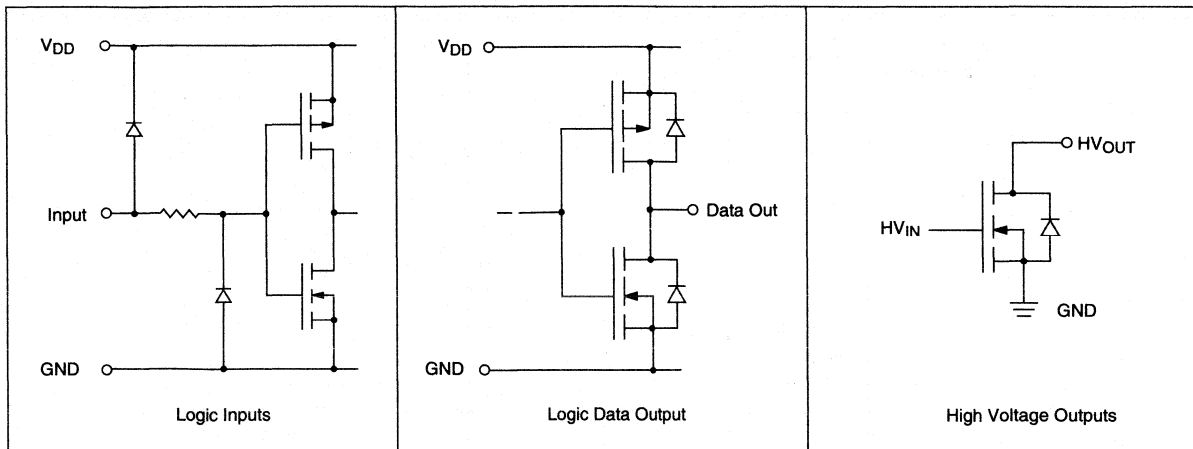 VDD
Input
GND
Logic Inputs
VDD
Data Out
GND
Logic Data Output
HVOUT
HVIN
GND
High Voltage Outputs